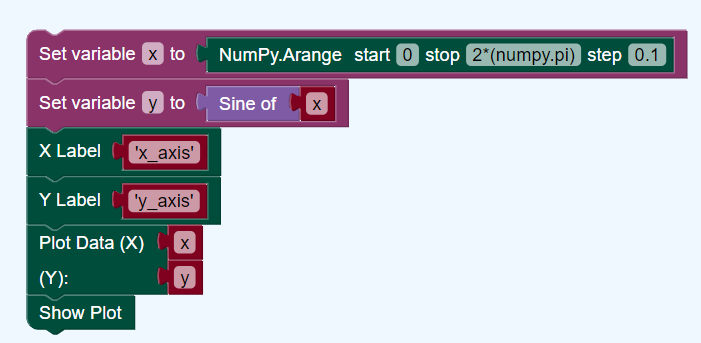 Set variable x to NumPy.Arange start 0 stop 2*(numpy.pi) step 0.1
Set variable y to Sine of x
X Label 'x_axis'
Y Label 'y_axis'
Plot Data (X) x
(Y): y
Show Plot